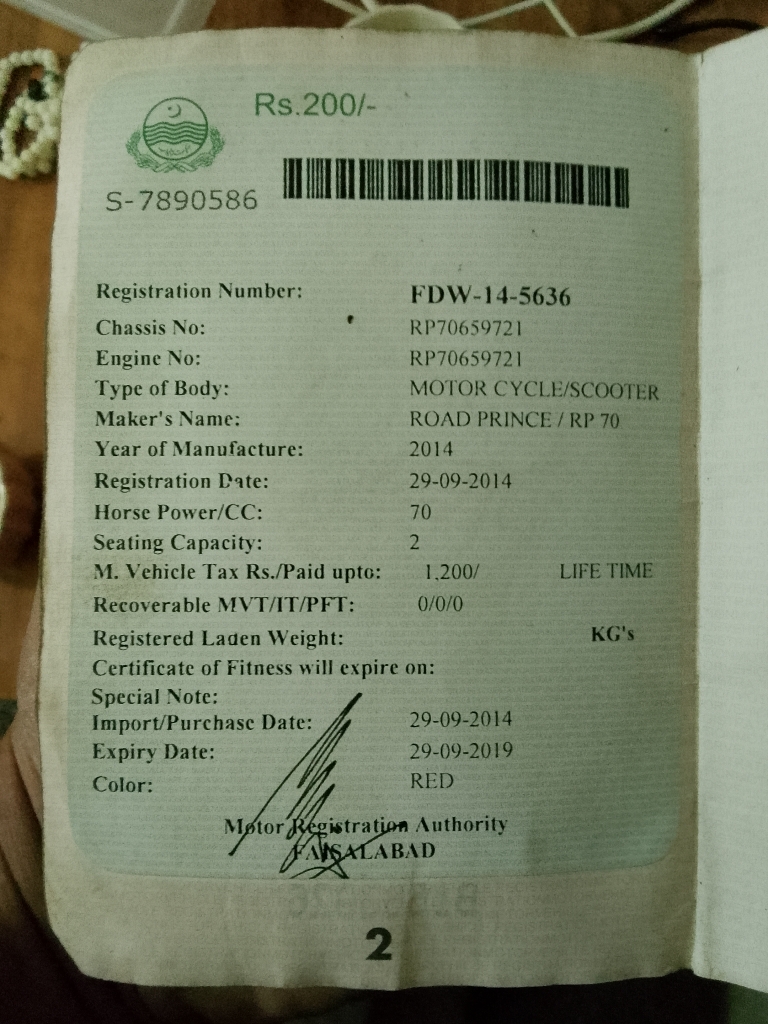 Rs.200/-
S-7890586
Registration Number: FDW-14-5636
Chassis No: RP70659721
Engine No: RP70659721
Type of Body: MOTOR CYCLE/SCOOTER
Maker's Name: ROAD PRINCE / RP 70
Year of Manufacture: 2014
Registration Date: 29-09-2014
Horse Power/CC: 70
Seating Capacity: 2
M. Vehicle Tax Rs./Paid upto: 1,200/ LIFE TIME
Recoverable MVT/IT/PFT: 0/0/0
Registered Laden Weight: KG's
Certificate of Fitness will expire on:
Special Note:
Import/Purchase Date: 29-09-2014
Expiry Date: 29-09-2019
Color: RED
Motor Registration Authority
FAISALABAD
2